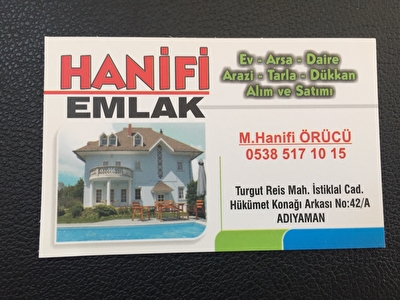 HANİFİ
EMLAK
Ev - Arsa - Daire
Arazi - Tarla - Dükkan
Alım ve Satımı
M.Hanifi ÖRÜCÜ
0538 517 10 15
Turgut Reis Mah. İstiklal Cad.
Hükümet Konağı Arkası No:42/A
ADIYAMAN